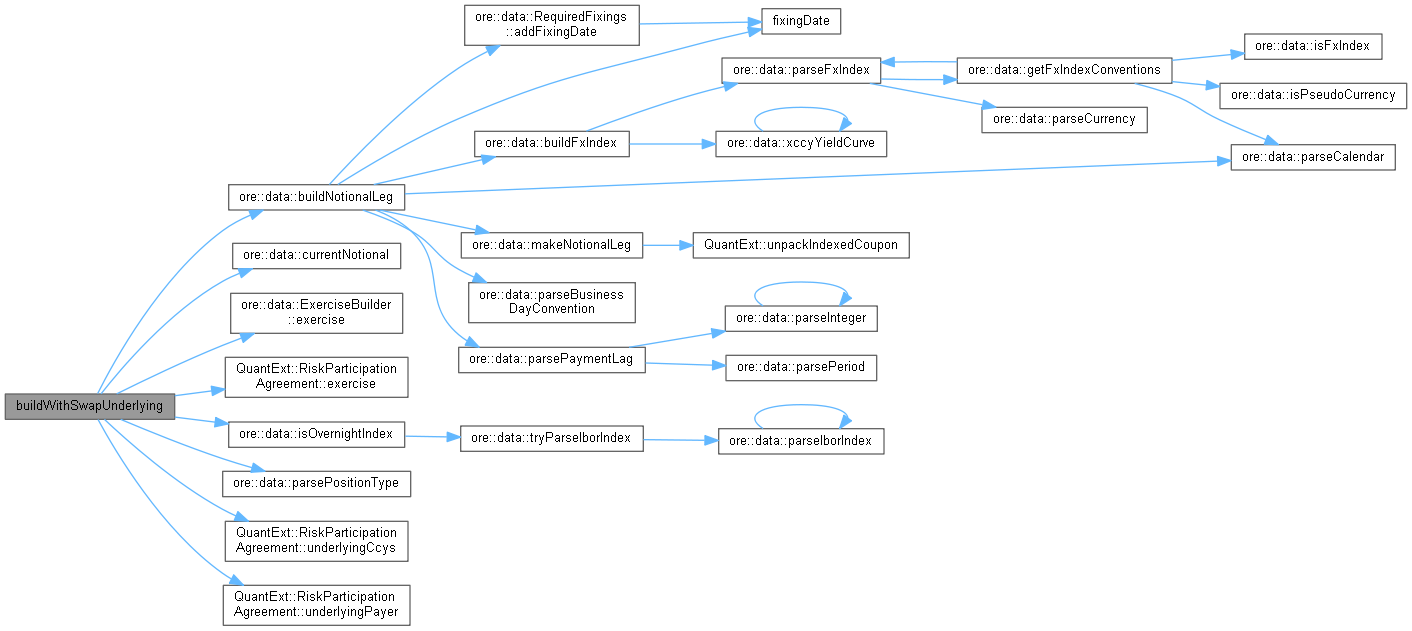 ore::data::RequiredFixings
::addFixingDate
fixingDate
ore::data::isFxIndex
ore::data::parseFxIndex
ore::data::getFxIndexConventions
ore::data::isPseudoCurrency
ore::data::parseCurrency
ore::data::buildFxIndex
ore::data::xccyYieldCurve
ore::data::parseCalendar
ore::data::buildNotionalLeg
ore::data::makeNotionalLeg
QuantExt::unpackIndexedCoupon
ore::data::currentNotional
ore::data::parseBusiness
DayConvention
ore::data::ExerciseBuilder
::exercise
ore::data::parseInteger
ore::data::parsePaymentLag
ore::data::parsePeriod
QuantExt::RiskParticipation
Agreement::exercise
buildWithSwapUnderlying
ore::data::isOvernightIndex
ore::data::tryParseIborIndex
ore::data::parseIborIndex
ore::data::parsePositionType
QuantExt::RiskParticipation
Agreement::underlyingCcys
QuantExt::RiskParticipation
Agreement::underlyingPayer